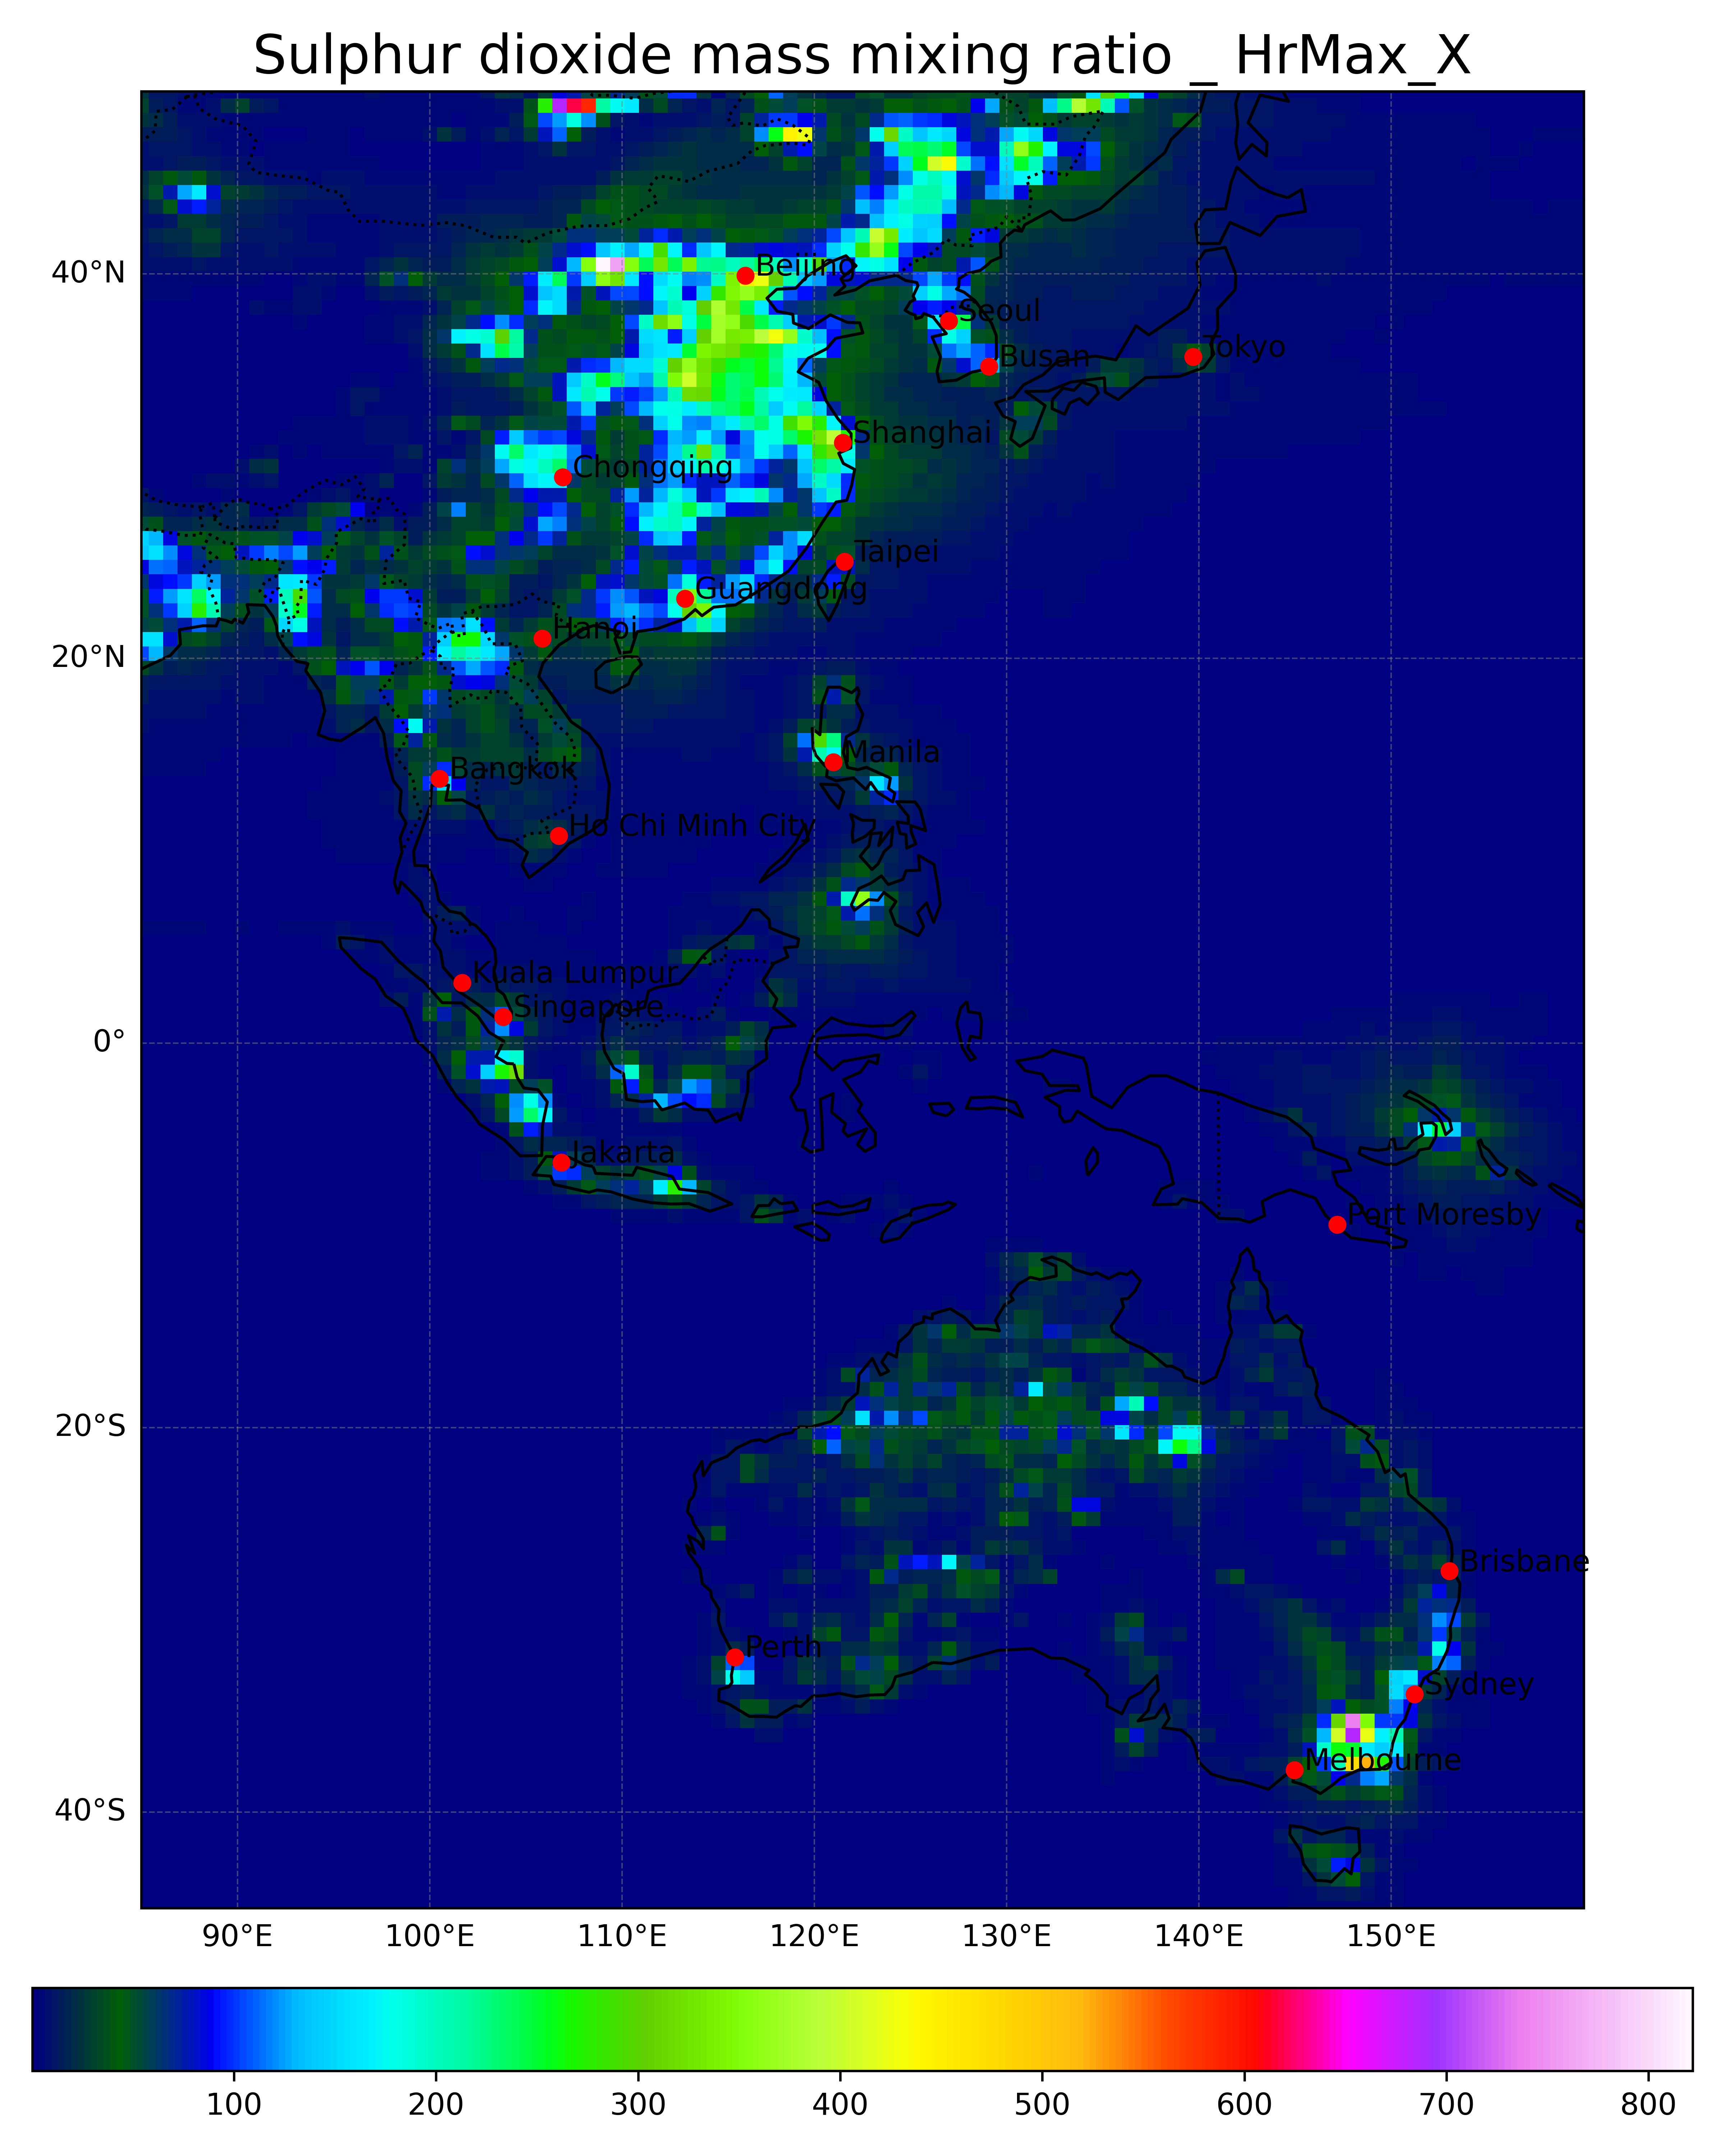 Sulphur dioxide mass mixing ratio _ HrMax_X
40°N
20°N
0°
20°S
40°S
Beijing
Seoul
Busan
Tokyo
Shanghai
Chongqing
Taipei
Guangdong
Hanoi
Manila
Bangkok
Ho Chi Minh City
Kuala Lumpur
Singapore
Jakarta
Port Moresby
Brisbane
Perth
Sydney
Melbourne
90°E 100°E 110°E 120°E 130°E 140°E 150°E
100 200 300 400 500 600 700 800